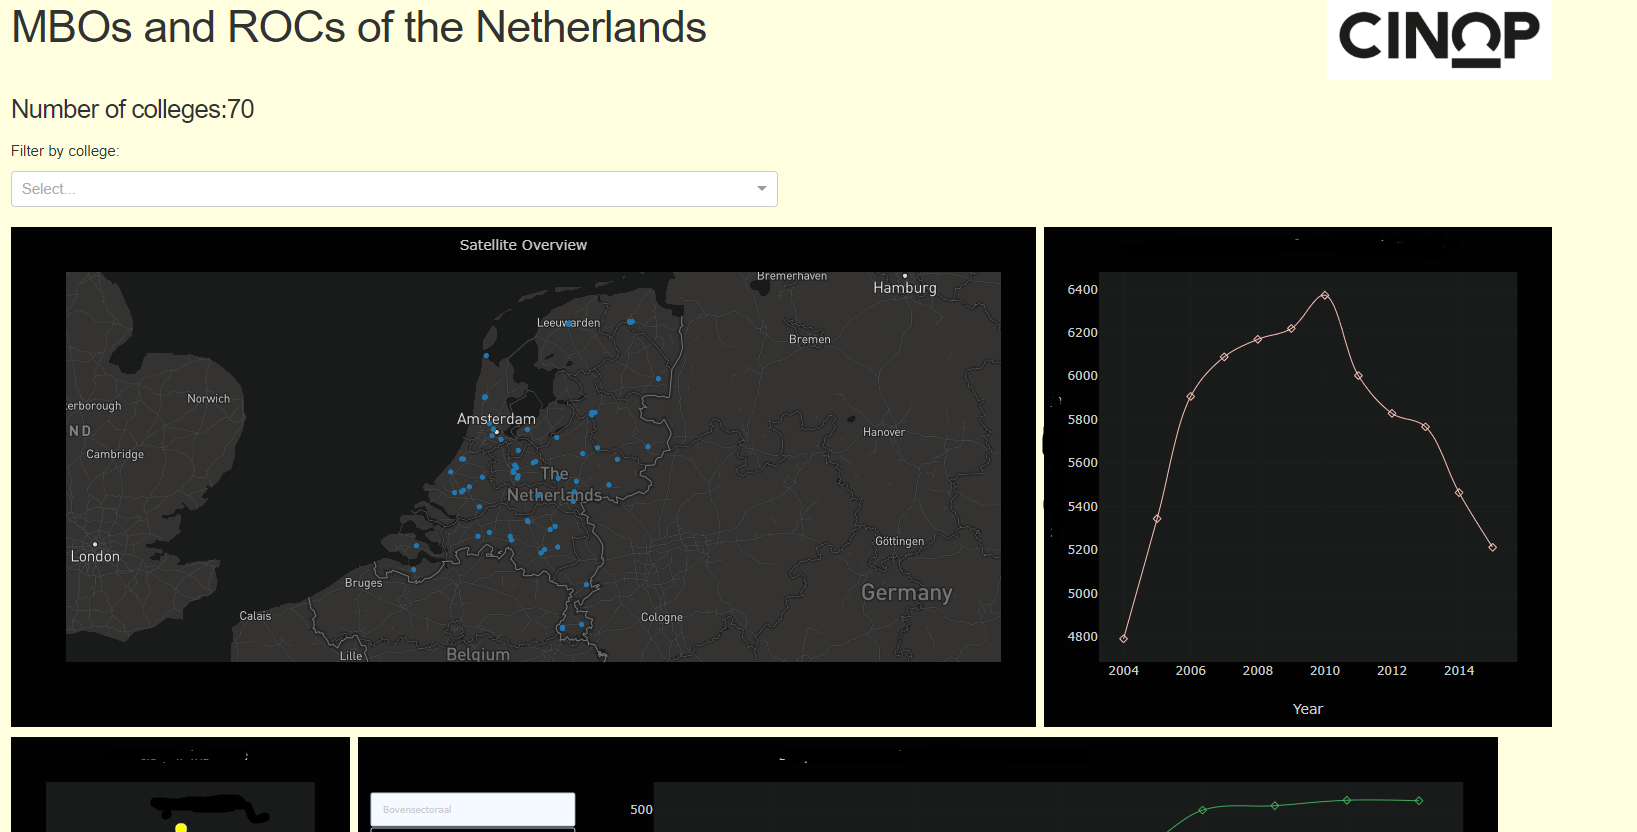 MBOs and ROCs of the Netherlands
CINOP
Number of colleges:70
Filter by college:
Select...
Satellite Overview
Bremerhaven
Hamburg
Leeuwarden
Bremen
Norwich
erborough
Amsterdam
ND
Hanover
Cambridge
The
Netherlands
Göttingen
London
Bruges
Germany
Calais
Cologne
Lille
Belgium
6400
6200
6000
5800
5600
5400
5200
5000
4800
2004 2006 2008 2010 2012 2014
Year
Bovensectoraal
500